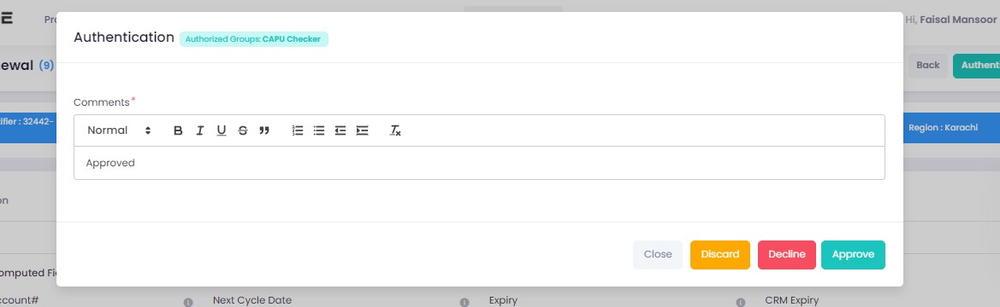 E Pro Hi, Faisal Mansoor
Authentication Authorized Groups: CAPU Checker
ewal (9) Back Authent
Comments*
ifier : 32442- Region : Karachi
Normal
Approved
on
Close Discard Decline Approve
omputed Fie
ccount# Next Cycle Date Expiry CRM Expiry